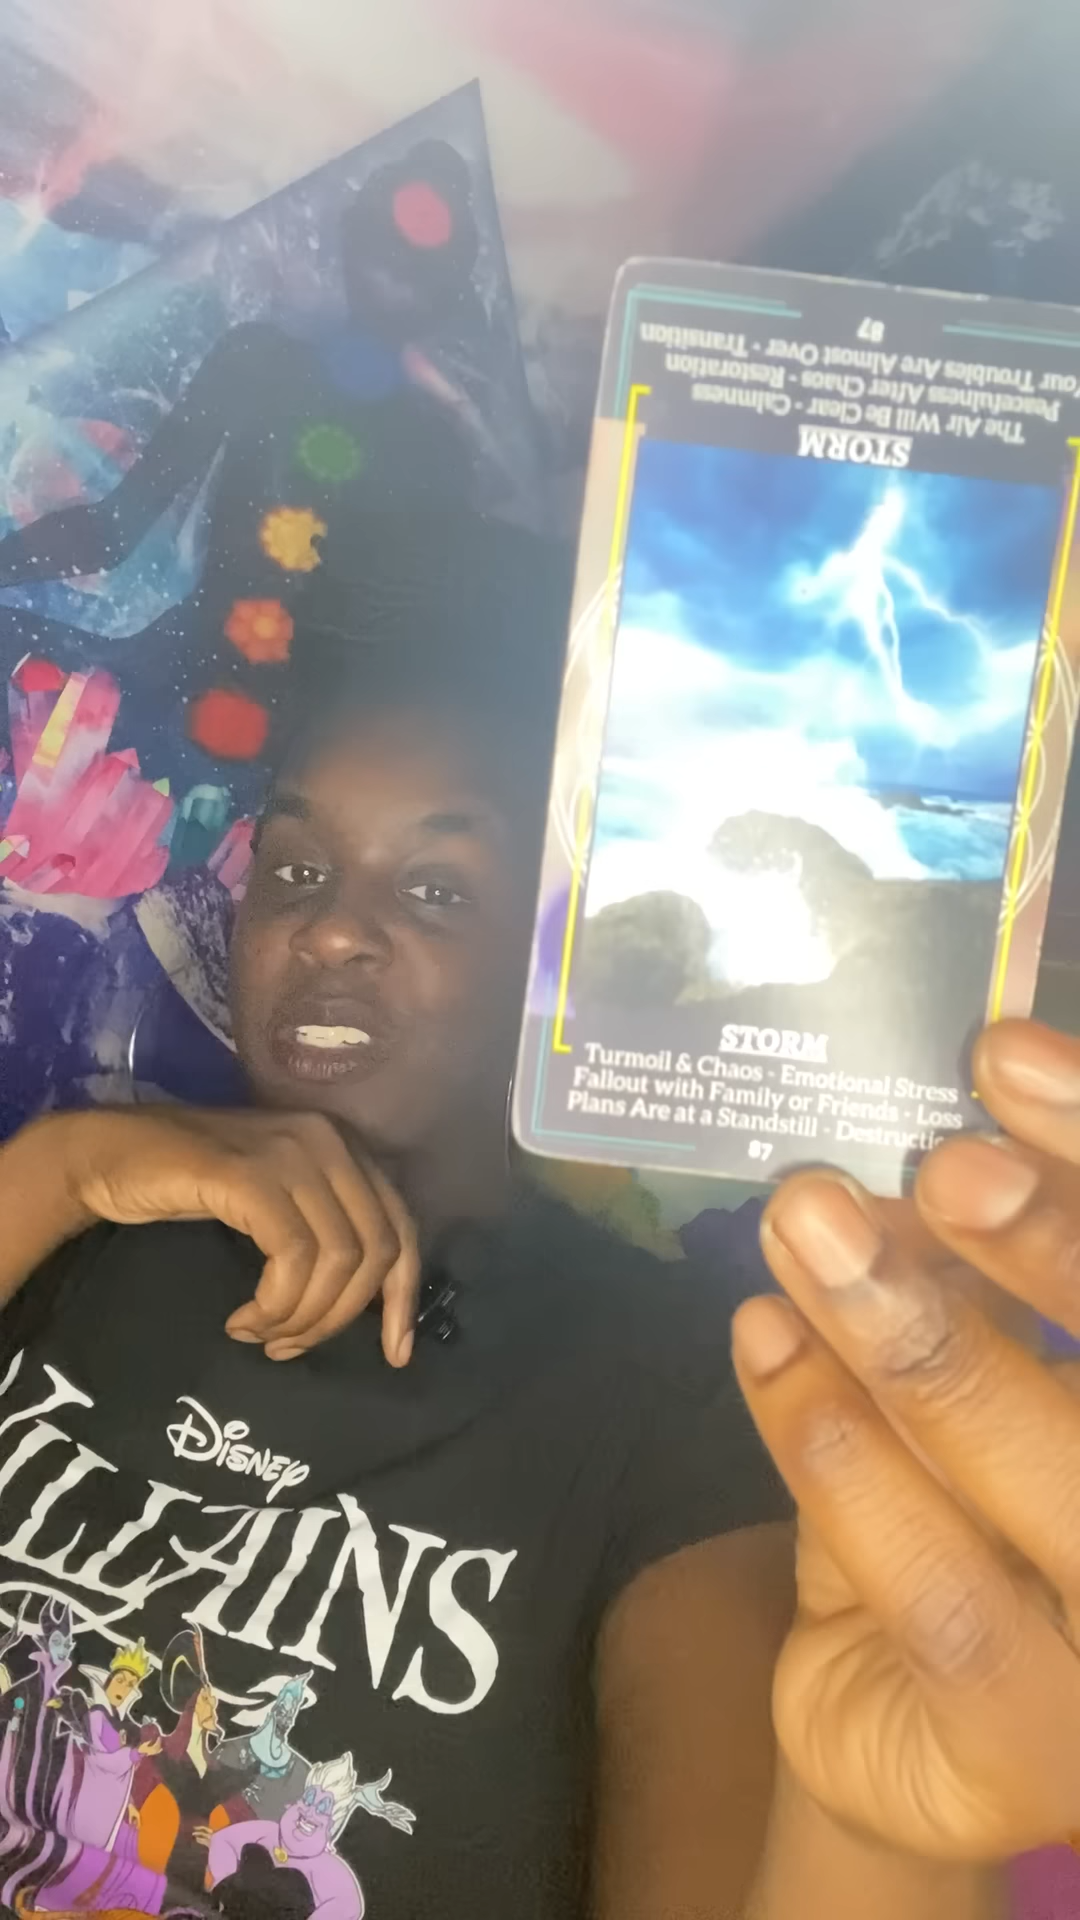 87
Your Troubles Are Almost Over - Transition
Peacefulness After Chaos - Restoration
The Air Will Be Clear - Calmness
STORM
STORM
Turmoil & Chaos - Emotional Stress
Fallout with Family or Friends - Loss
Plans Are at a Standstill - Destructio
87
Disney
VILLAINS